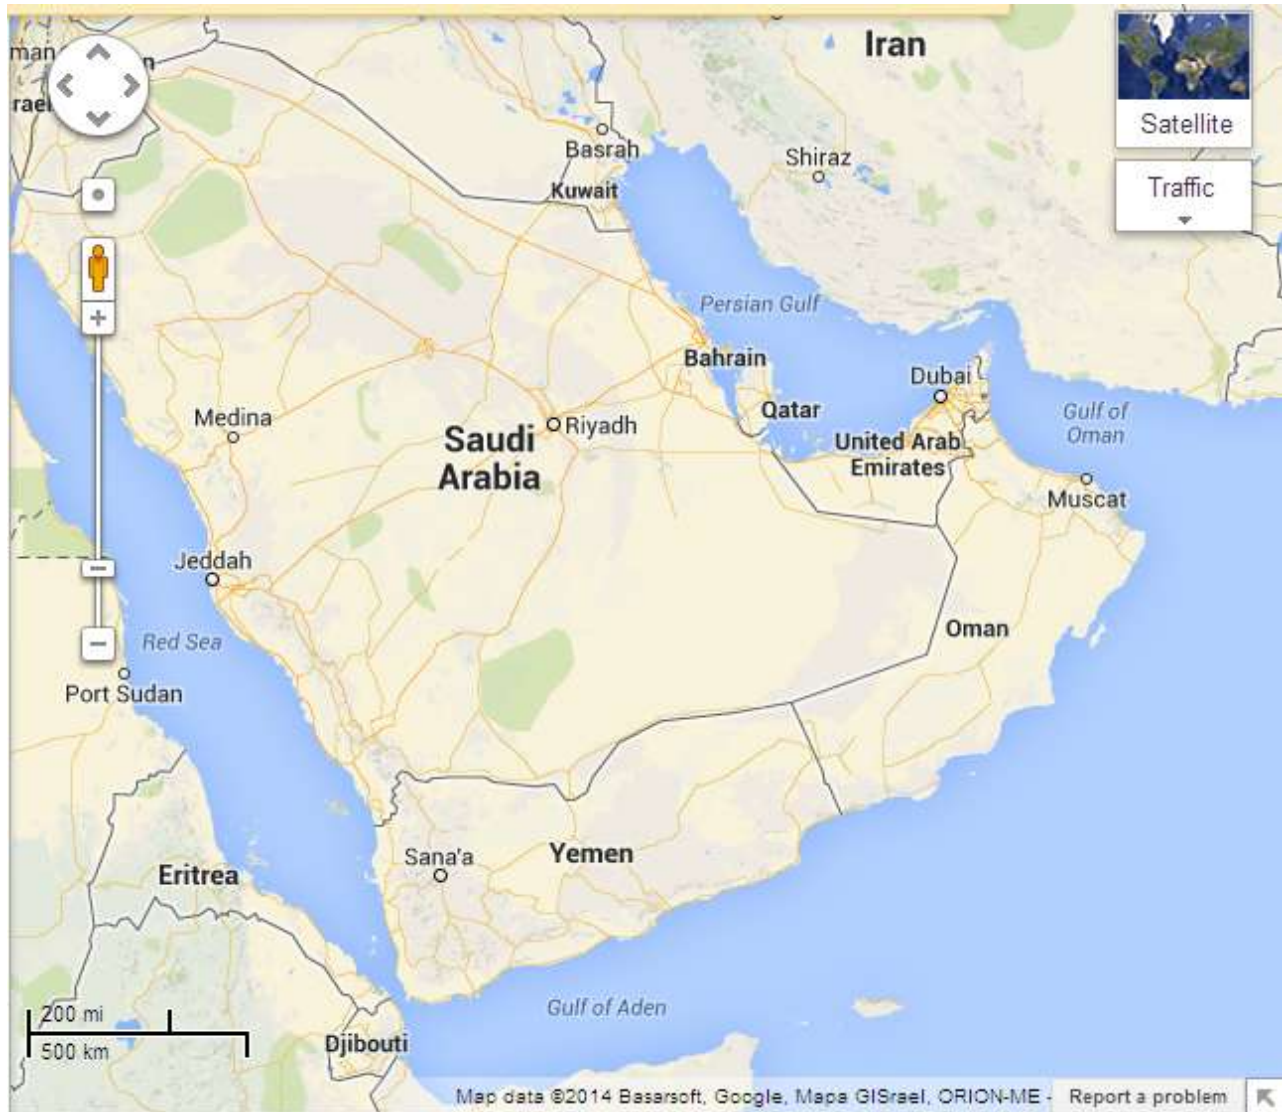 Iran
man
n
rael
Satellite
Basrah
Shiraz
Kuwait
Traffic
Persian Gulf
Bahrain
Dubai
Medina
Qatar
Gulf of
Oman
Riyadh
Saudi
Arabia
United Arab
Emirates
Muscat
Jeddah
Oman
Red Sea
Port Sudan
Sana'a
Yemen
Eritrea
Gulf of Aden
200 mi
500 km
Djibouti
Map data ©2014 Basarsoft, Google, Mapa GISrael, ORION-ME -
Report a problem